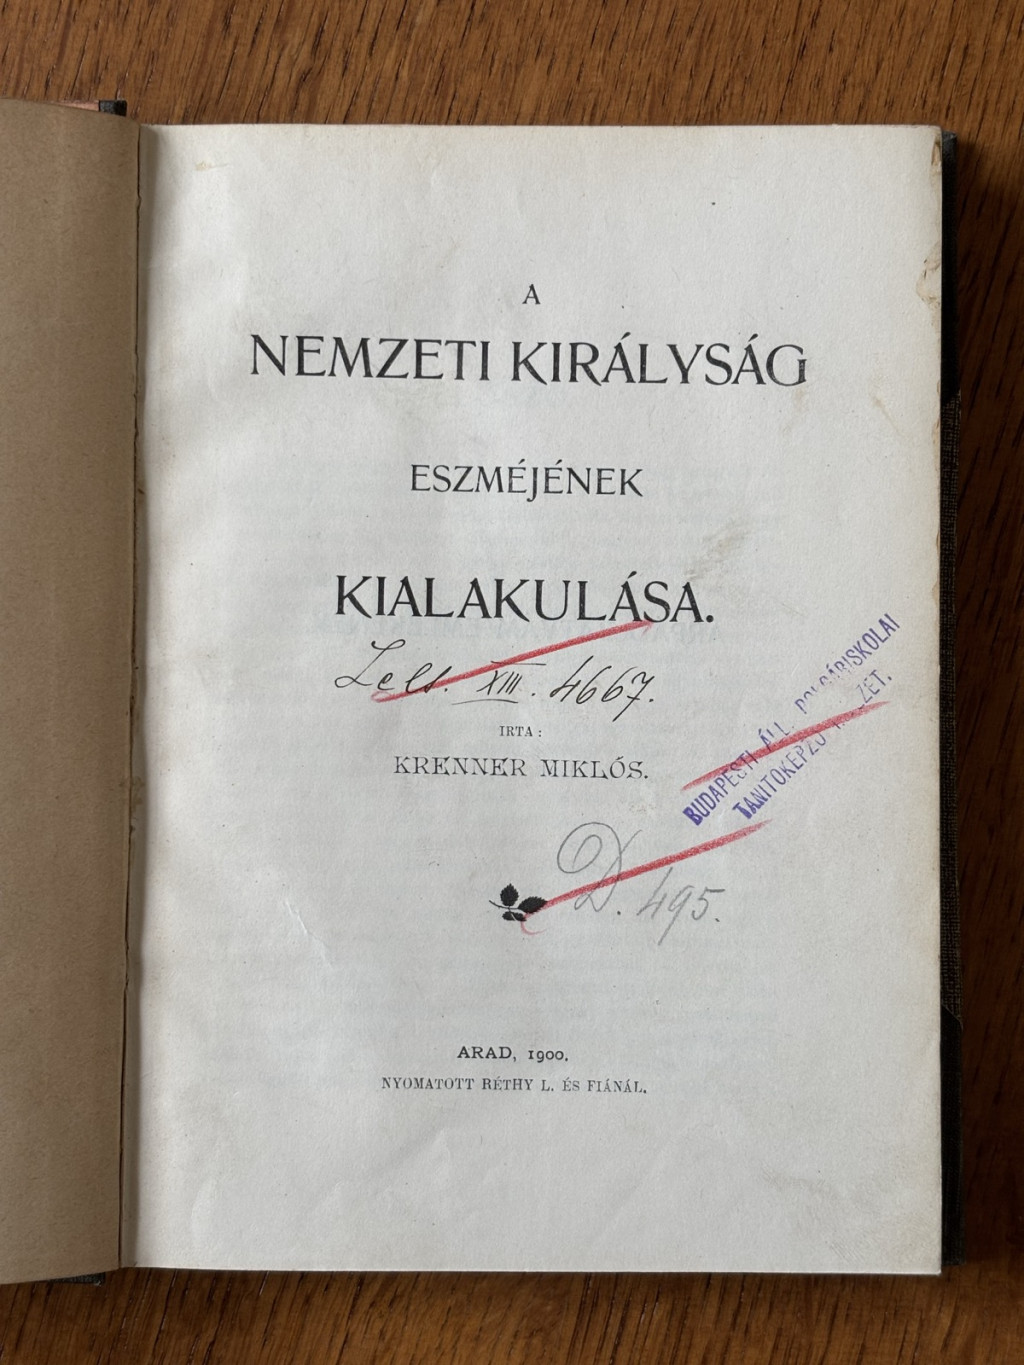 A
NEMZETI KIRÁLYSÁG
ESZMÉJÉNEK
KIALAKULÁSA.
XIII. 4667.
IRTA:
KRENNER MIKLÓS.
BUDAPESTI ÁLL. POLGÁRISKOLAI
TANITÓKÉPZŐ
D. 495.
ARAD, 1900.
NYOMATOTT RÉTHY L. ÉS FIÁNÁL.